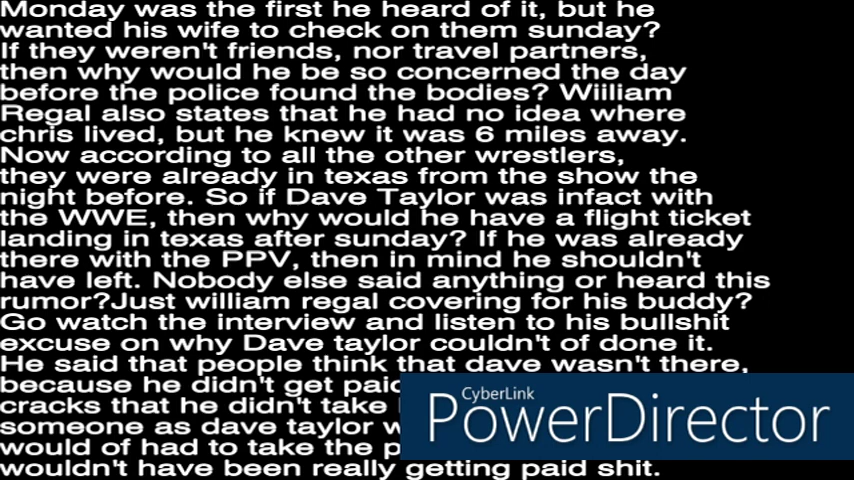 Monday was the first he heard of it, but he
wanted his wife to check on them sunday?
If they weren't friends, nor travel partners,
then why would he be so concerned the day
before the police found the bodies? Wiiliam
Regal also states that he had no idea where
chris lived, but he knew it was 6 miles away.
Now according to all the other wrestlers,
they were already in texas from the show the
night before. So if Dave Taylor was infact with
the WWE, then why would he have a flight ticket
landing in texas after sunday? If he was already
there with the PPV, then in mind he shouldn't
have left. Nobody else said anything or heard this
rumor?Just william regal covering for his buddy?
Go watch the interview and listen to his bullshit
excuse on why Dave taylor couldn't of done it.
He said that people think that dave wasn't there,
because he didn't get paid
cracks that he didn't take
someone as dave taylor
would of had to take the
wouldn't have been really getting paid shit.
CyberLink
PowerDirector